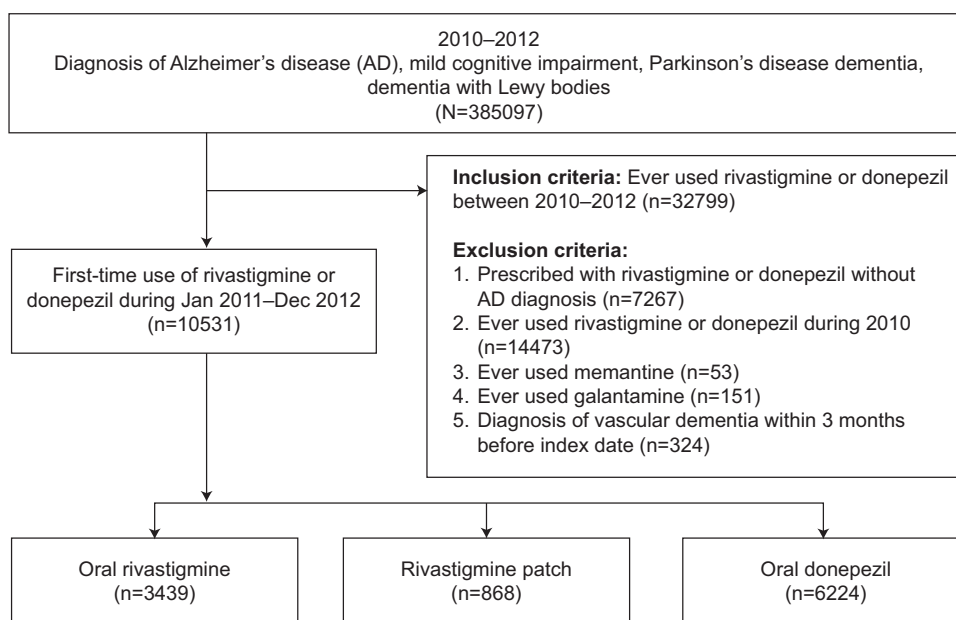 2010–2012
Diagnosis of Alzheimer’s disease (AD), mild cognitive impairment, Parkinson’s disease dementia,
dementia with Lewy bodies
(N=385097)
Inclusion criteria: Ever used rivastigmine or donepezil
between 2010–2012 (n=32799)
Exclusion criteria:
1. Prescribed with rivastigmine or donepezil without
AD diagnosis (n=7267)
2. Ever used rivastigmine or donepezil during 2010
(n=14473)
3. Ever used memantine (n=53)
4. Ever used galantamine (n=151)
5. Diagnosis of vascular dementia within 3 months
before index date (n=324)
First-time use of rivastigmine or
donepezil during Jan 2011–Dec 2012
(n=10531)
Oral rivastigmine
(n=3439)
Rivastigmine patch
(n=868)
Oral donepezil
(n=6224)